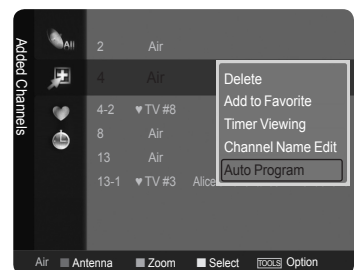 Added Channels
All
2 Air
4 Air
4-2 ♥ TV #8
8 Air
13 Air
13-1 ♥ TV #3 Alice
Delete
Add to Favorite
Timer Viewing
Channel Name Edit
Auto Program
Air Antenna Zoom Select TOOLS Option